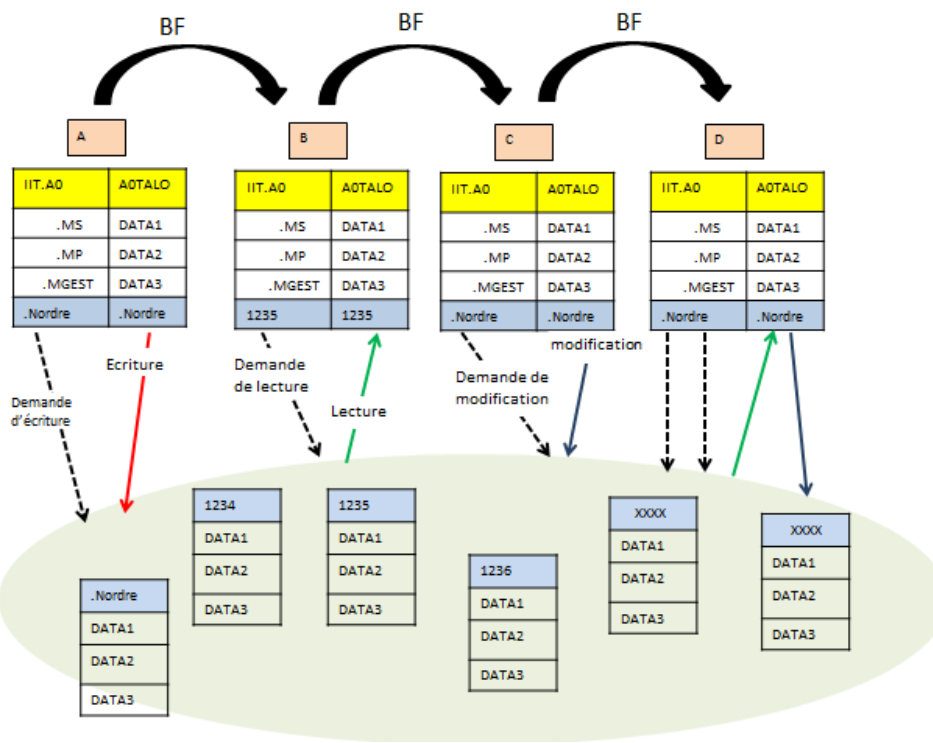 BF BF BF
A B C D
IIT.A0 A0TALO
.MS DATA1
.MP DATA2
.MGEST DATA3
.Nordre .Nordre
IIT.A0 A0TALO
.MS DATA1
.MP DATA2
.MGEST DATA3
1235 1235
IIT.A0 A0TALO
.MS DATA1
.MP DATA2
.MGEST DATA3
.Nordre .Nordre
IIT.A0 A0TALO
.MS DATA1
.MP DATA2
.MGEST DATA3
.Nordre .Nordre
Demande
d'écriture
Ecriture
Demande
de lecture
Lecture
modification
Demande de
modification
.Nordre
DATA1
DATA2
DATA3
1234
DATA1
DATA2
DATA3
1235
DATA1
DATA2
DATA3
1236
DATA1
DATA2
DATA3
XXXX
DATA1
DATA2
DATA3
XXXX
DATA1
DATA2
DATA3